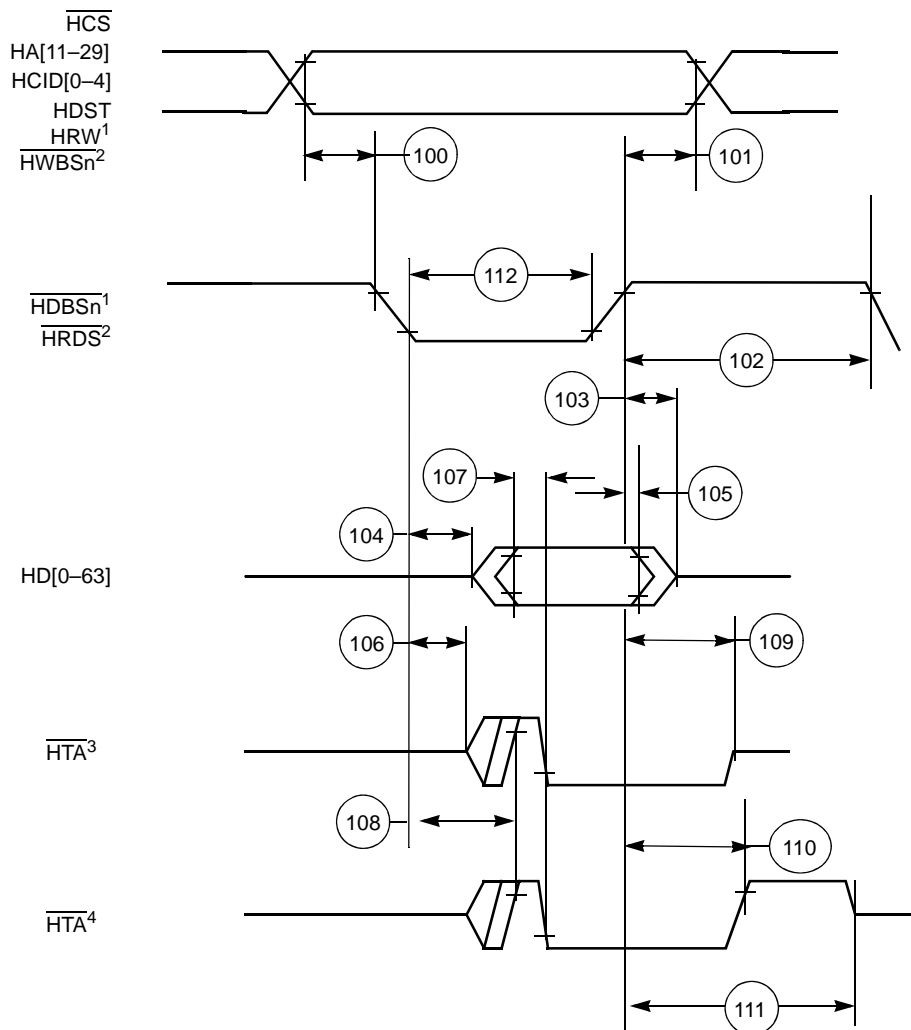 HCS
HA[11–29]
HCID[0–4]
HDST
HRW1
HWBSn2
100
101
112
HDBSn1
HRDS2
102
103
107
105
104
HD[0–63]
106
109
HTA3
108
110
HTA4
111